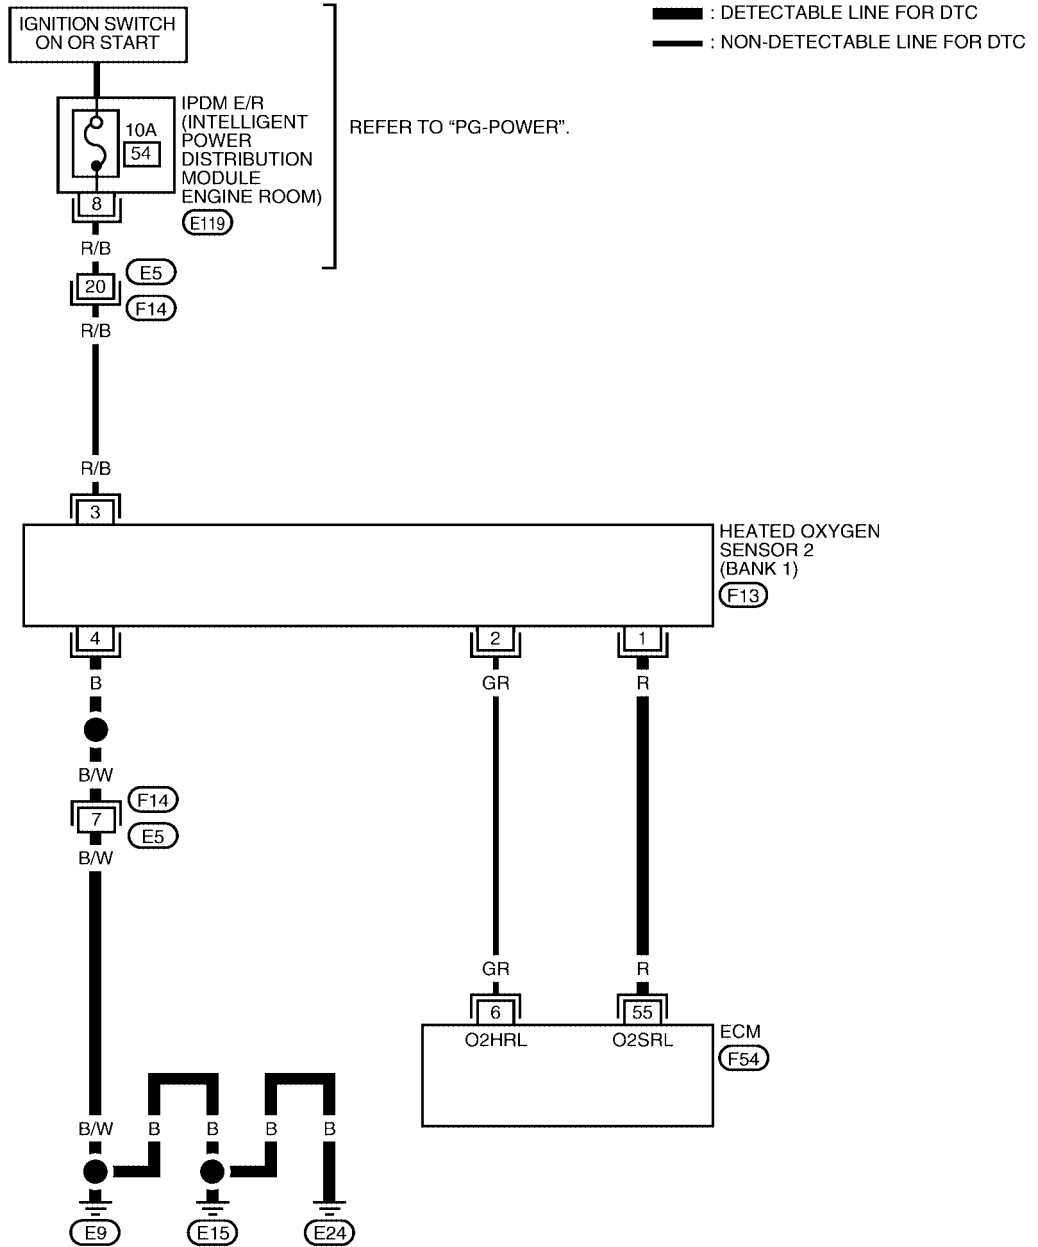 IGNITION SWITCH
ON OR START
: DETECTABLE LINE FOR DTC
: NON-DETECTABLE LINE FOR DTC
IPDM E/R
(INTELLIGENT
POWER
DISTRIBUTION
MODULE
ENGINE ROOM)
E119
10A
54
REFER TO “PG-POWER”.
8
R/B
E5
20
F14
R/B
R/B
3
HEATED OXYGEN
SENSOR 2
(BANK 1)
F13
4
2
1
B
GR
R
B/W
F14
7
E5
B/W
GR
R
6
55
O2HRL
O2SRL
ECM
F54
B/W
B
B
B
B
E9
E15
E24